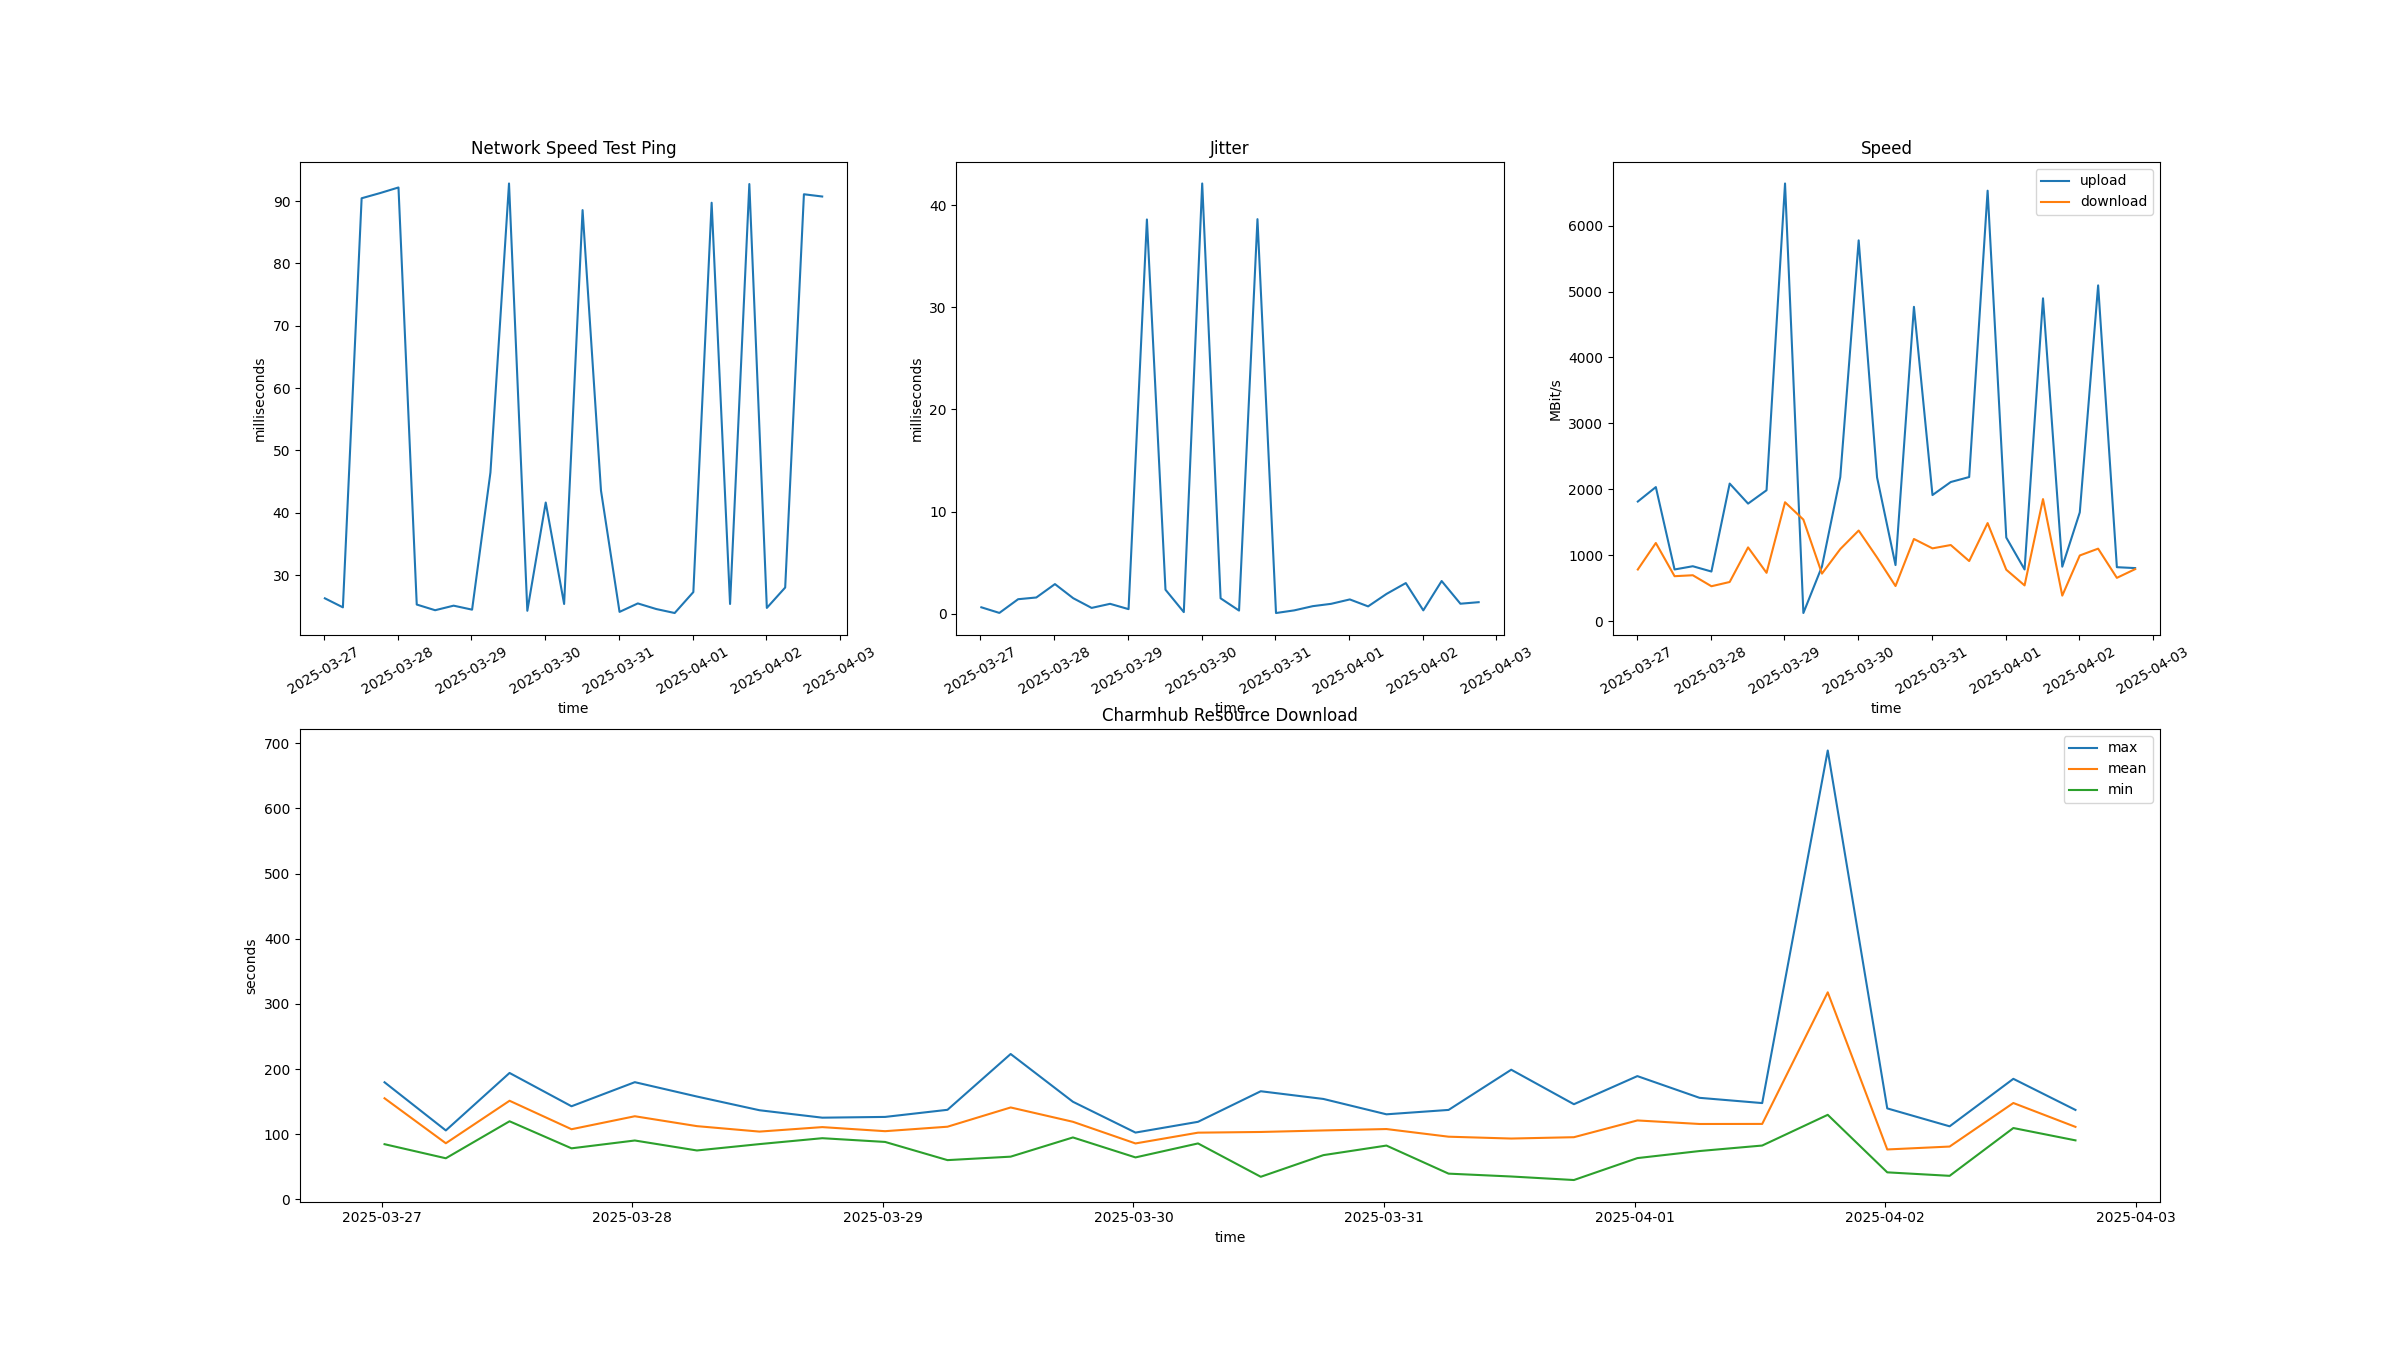 Network Speed Test Ping
milliseconds
90
80
70
60
50
40
30
2025-03-27 2025-03-28 2025-03-29 2025-03-30 2025-03-31 2025-04-01 2025-04-02 2025-04-03
time
Jitter
milliseconds
40
30
20
10
0
2025-03-27 2025-03-28 2025-03-29 2025-03-30 2025-03-31 2025-04-01 2025-04-02 2025-04-03
time
Speed
upload
download
MBit/s
6000
5000
4000
3000
2000
1000
0
2025-03-27 2025-03-28 2025-03-29 2025-03-30 2025-03-31 2025-04-01 2025-04-02 2025-04-03
time
Charmhub Resource Download
max
mean
min
seconds
700
600
500
400
300
200
100
0
2025-03-27 2025-03-28 2025-03-29 2025-03-30 2025-03-31 2025-04-01 2025-04-02 2025-04-03
time